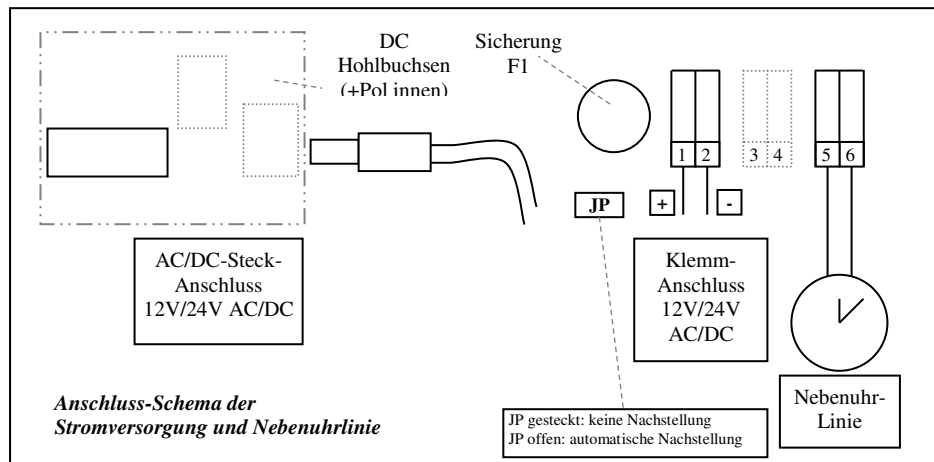 DC
Hohlbuchsen
(+Pol innen)
Sicherung
F1
1 2 3 4 5 6
JP + -
AC/DC-Steck-
Anschluss
12V/24V AC/DC
Klemm-
Anschluss
12V/24V
AC/DC
Nebenuhr-
Linie
Anschluss-Schema der
Stromversorgung und Nebenuhrlinie
JP gesteckt: keine Nachstellung
JP offen: automatische Nachstellung